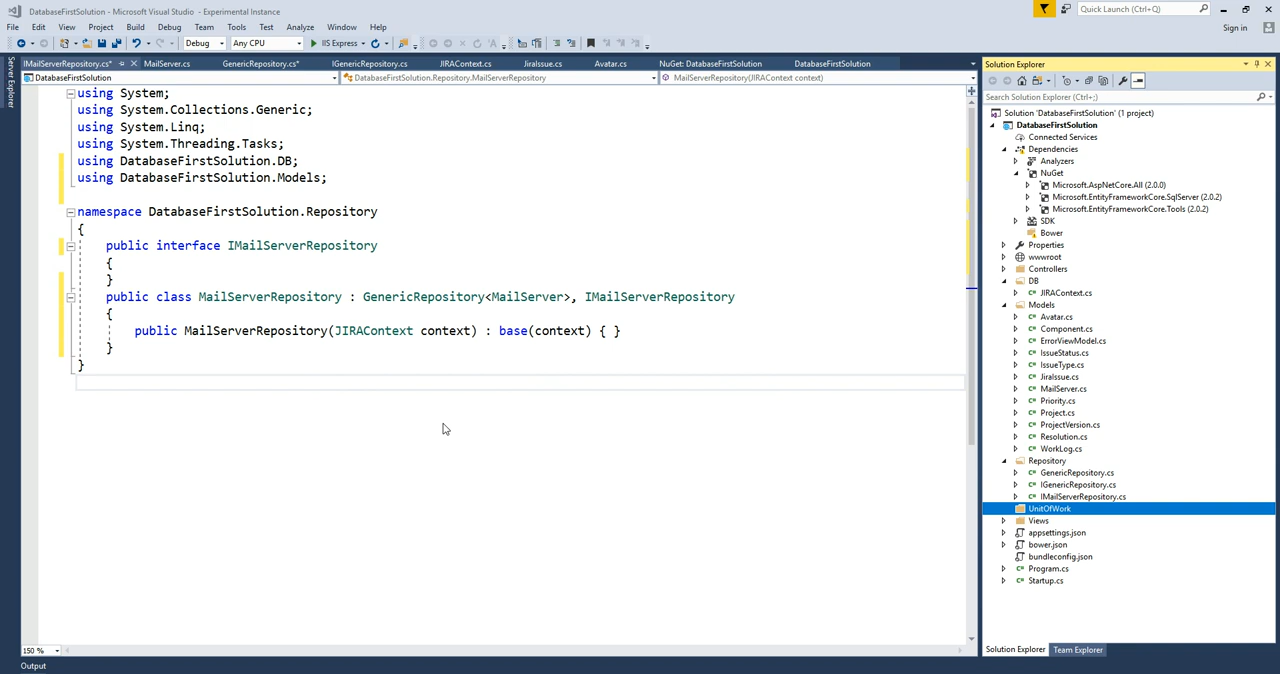 DatabaseFirstSolution - Microsoft Visual Studio - Experimental Instance
Quick Launch (Ctrl+Q)
File Edit View Project Build Debug Team Tools Test Analyze Window Help
Sign in
Debug Any CPU IIS Express
Server Explorer
IMailServerRepository.cs* MailServer.cs GenericRepository.cs* IGenericRepository.cs JIRAContext.cs JiraIssue.cs Avatar.cs NuGet: DatabaseFirstSolution DatabaseFirstSolution
DatabaseFirstSolution DatabaseFirstSolution.Repository.MailServerRepository MailServerRepository(JIRAContext context)
using System;
using System.Collections.Generic;
using System.Linq;
using System.Threading.Tasks;
using DatabaseFirstSolution.DB;
using DatabaseFirstSolution.Models;
namespace DatabaseFirstSolution.Repository
{
public interface IMailServerRepository
{
}
public class MailServerRepository : GenericRepository<MailServer>, IMailServerRepository
{
public MailServerRepository(JIRAContext context) : base(context) { }
}
}
150 %
Output
Solution Explorer
Search Solution Explorer (Ctrl+;)
Solution 'DatabaseFirstSolution' (1 project)
DatabaseFirstSolution
Connected Services
Dependencies
Analyzers
NuGet
Microsoft.AspNetCore.All (2.0.0)
Microsoft.EntityFrameworkCore.SqlServer (2.0.2)
Microsoft.EntityFrameworkCore.Tools (2.0.2)
SDK
Bower
Properties
wwwroot
Controllers
DB
JIRAContext.cs
Models
Avatar.cs
Component.cs
ErrorViewModel.cs
IssueStatus.cs
IssueType.cs
JiraIssue.cs
MailServer.cs
Priority.cs
Project.cs
ProjectVersion.cs
Resolution.cs
WorkLog.cs
Repository
GenericRepository.cs
IGenericRepository.cs
IMailServerRepository.cs
UnitOfWork
Views
appsettings.json
bower.json
bundleconfig.json
Program.cs
Startup.cs
Solution Explorer Team Explorer